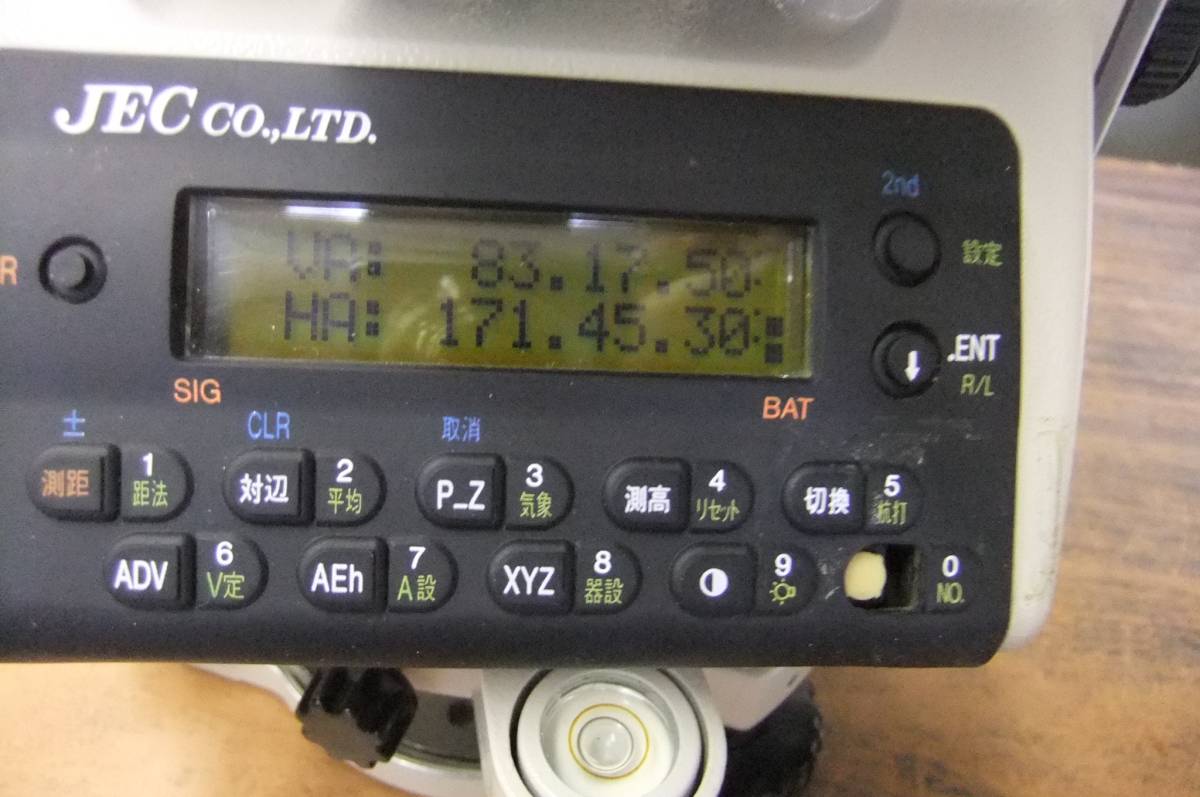 JEC CO.,LTD.
2nd
設定
R
VA: 83.17.50
HA: 171.45.30
.ENT
R/L
SIG
BAT
± CLR 取消
測距 1 距法 対辺 2 平均 P_Z 3 気象 測高 4 リセット 切換 5 杭打
ADV 6 V定 AEh 7 A設 XYZ 8 器設 9 0 NO.